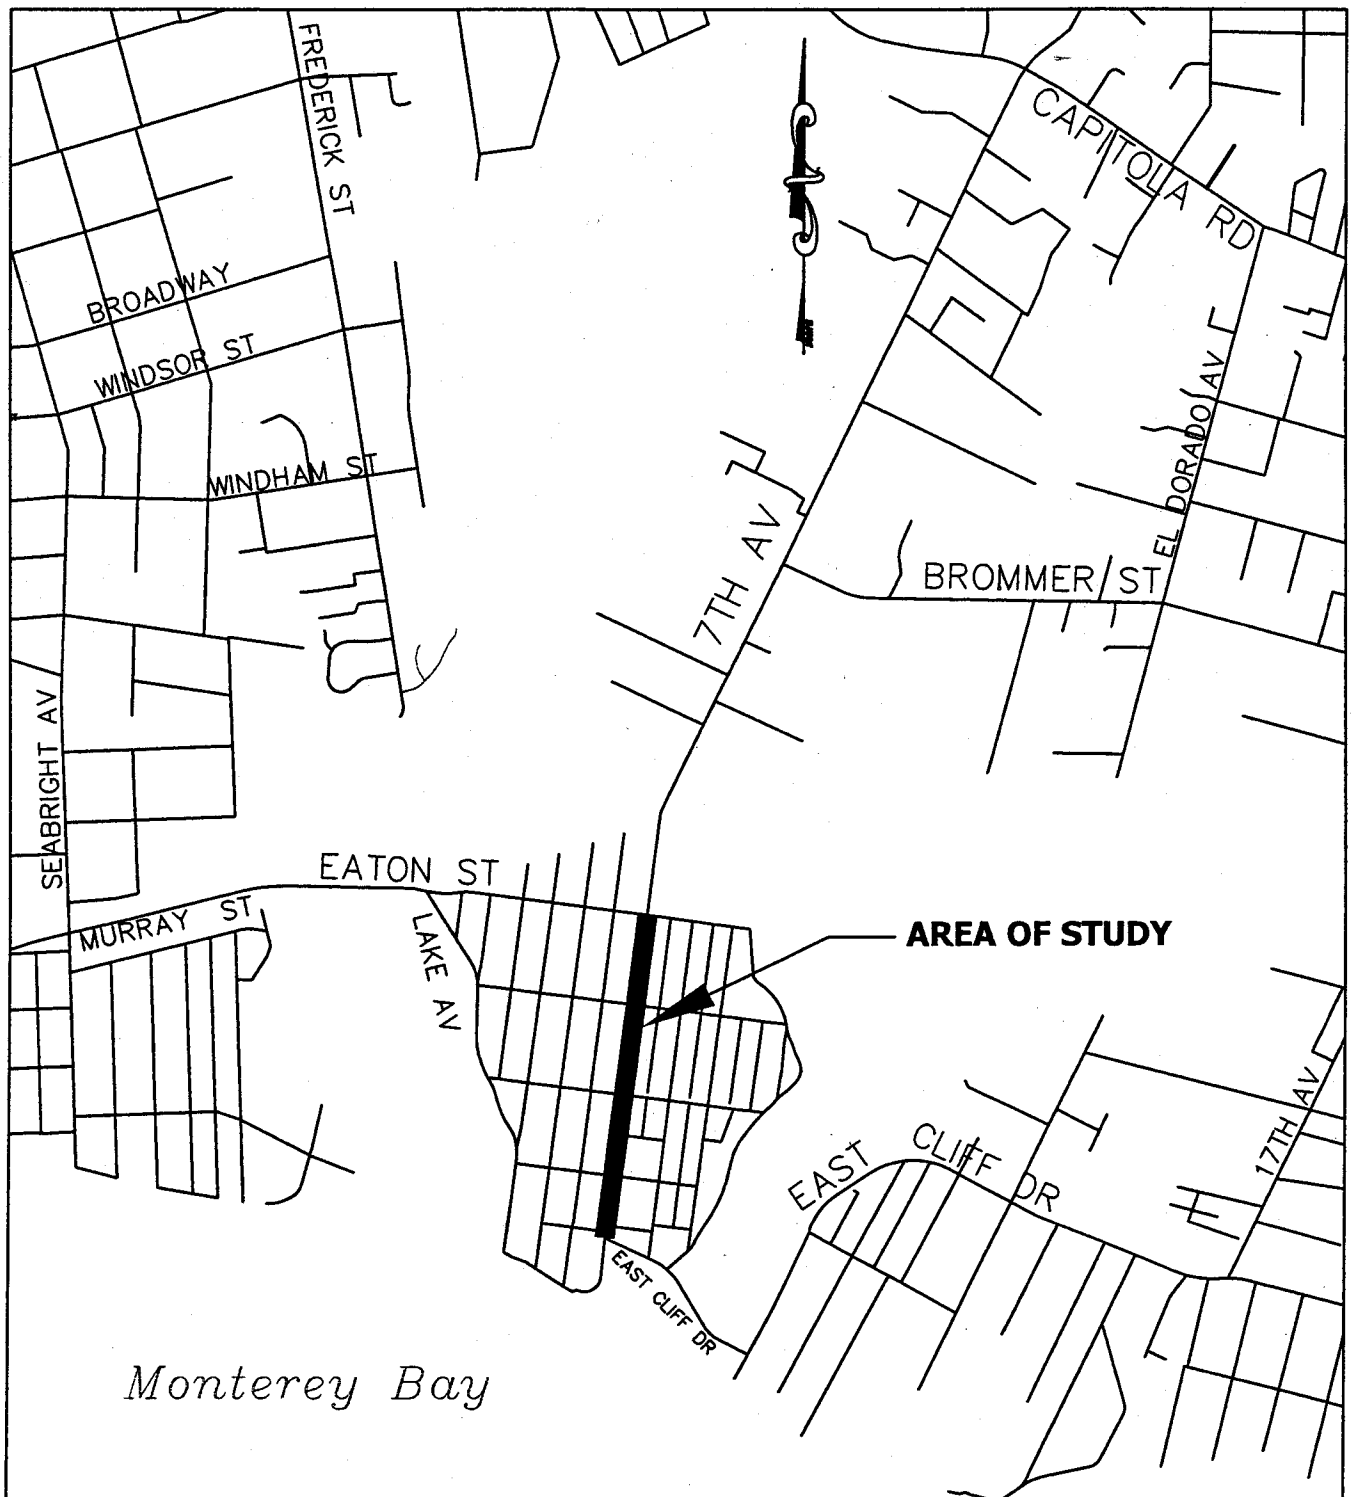 FREDERICK ST
CAPITOLA RD
BROADWAY
WINDSOR ST
WINDHAM ST
7TH AV
EL DORADO AV
BROMMER ST
SEABRIGHT AV
EATON ST
MURRAY ST
LAKE AV
AREA OF STUDY
EAST CLIFF DR
17TH AV
EAST CLIFF DR
Monterey Bay